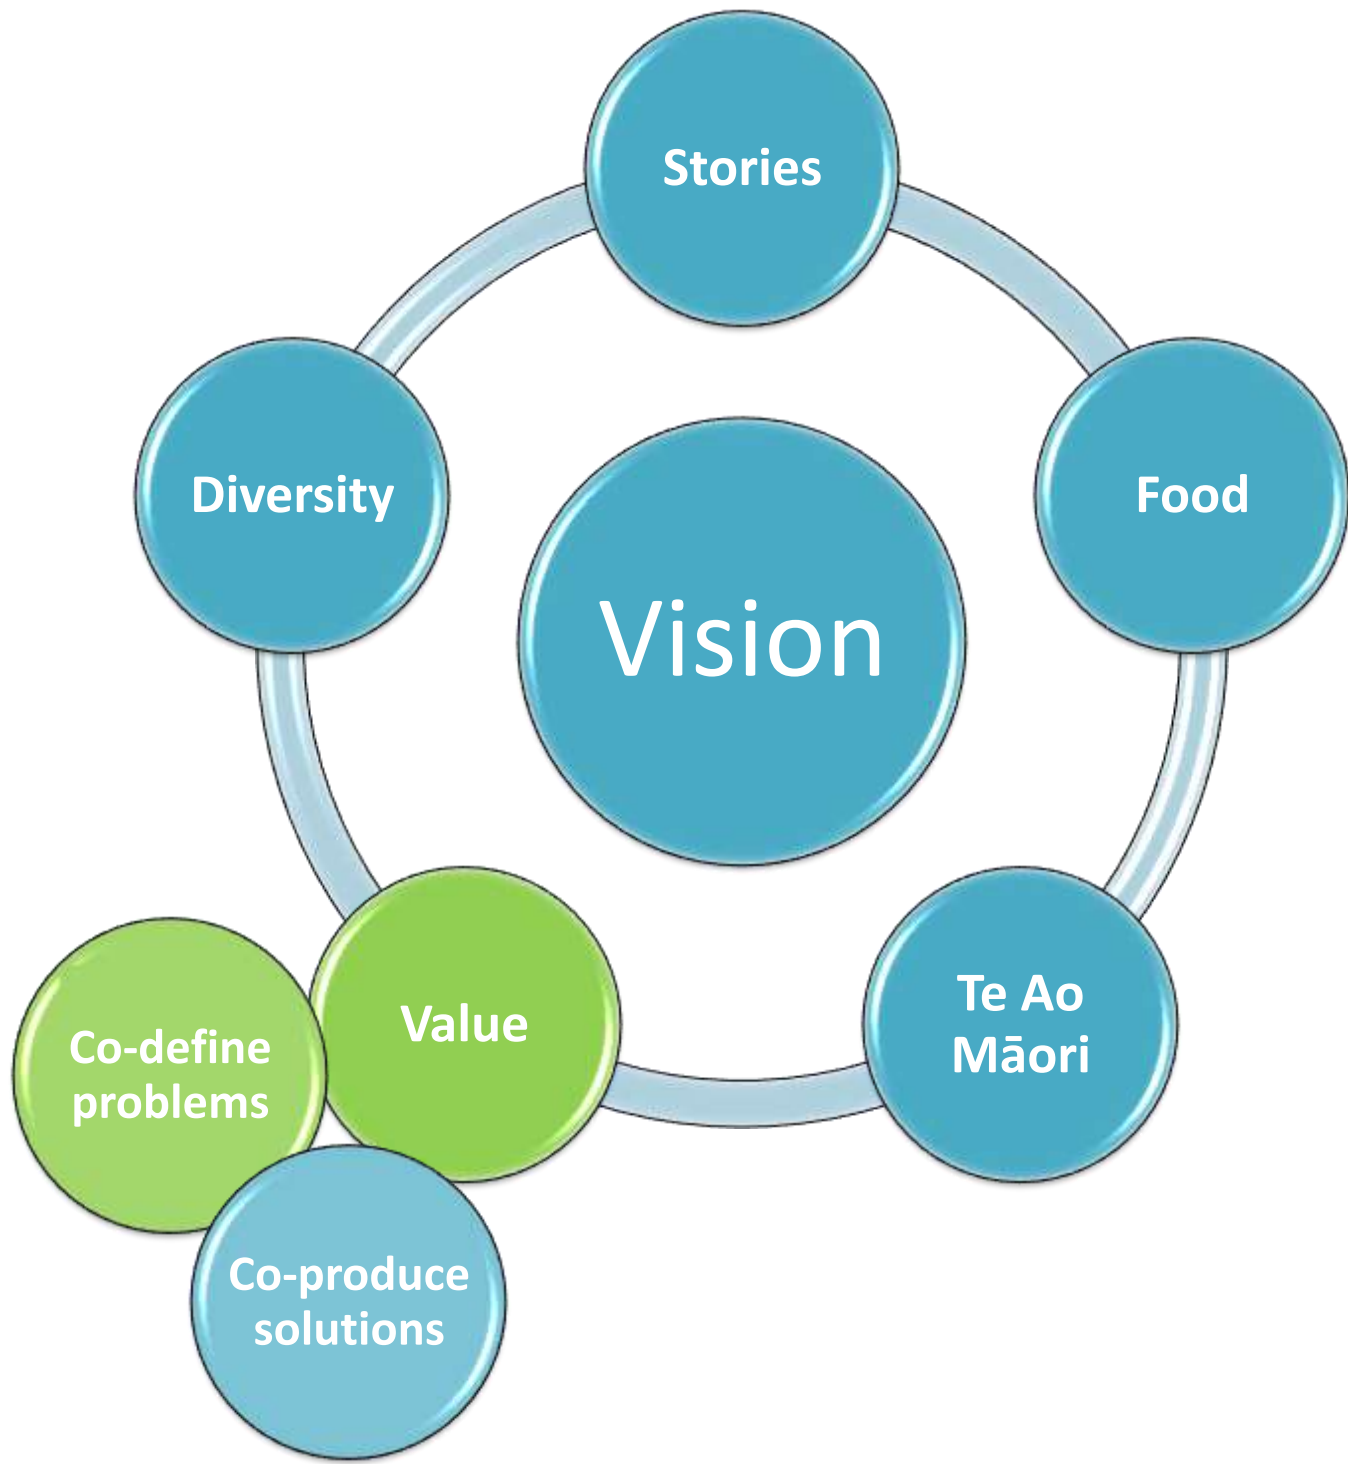 Stories
Diversity
Food
Vision
Te Ao
Māori
Value
Co-define
problems
Co-produce
solutions